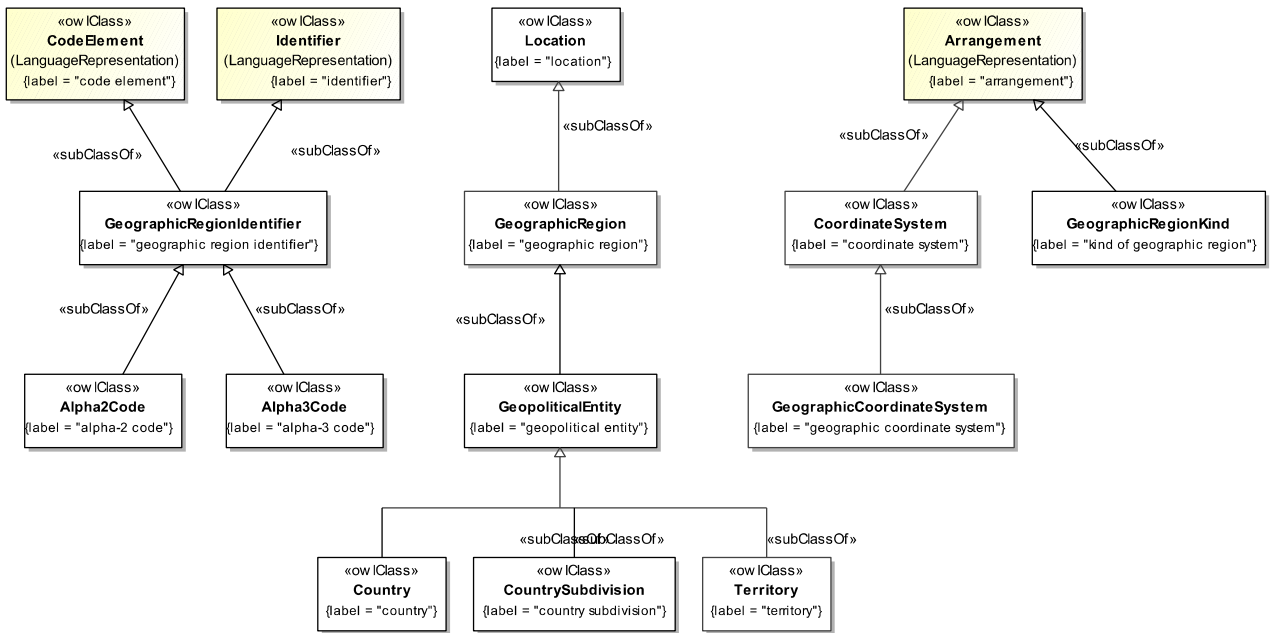 «owlClass»
CodeElement
(LanguageRepresentation)
{label = "code element"}
«owlClass»
Identifier
(LanguageRepresentation)
{label = "identifier"}
«owlClass»
Location
{label = "location"}
«owlClass»
Arrangement
(LanguageRepresentation)
{label = "arrangement"}
«subClassOf»
«subClassOf»
«subClassOf»
«subClassOf»
«subClassOf»
«owlClass»
GeographicRegionIdentifier
{label = "geographic region identifier"}
«owlClass»
GeographicRegion
{label = "geographic region"}
«owlClass»
CoordinateSystem
{label = "coordinate system"}
«owlClass»
GeographicRegionKind
{label = "kind of geographic region"}
«subClassOf»
«subClassOf»
«subClassOf»
«subClassOf»
«owlClass»
Alpha2Code
{label = "alpha-2 code"}
«owlClass»
Alpha3Code
{label = "alpha-3 code"}
«owlClass»
GeopoliticalEntity
{label = "geopolitical entity"}
«owlClass»
GeographicCoordinateSystem
{label = "geographic coordinate system"}
«subClassOf»
«subClassOf»
«subClassOf»
«owlClass»
Country
{label = "country"}
«owlClass»
CountrySubdivision
{label = "country subdivision"}
«owlClass»
Territory
{label = "territory"}